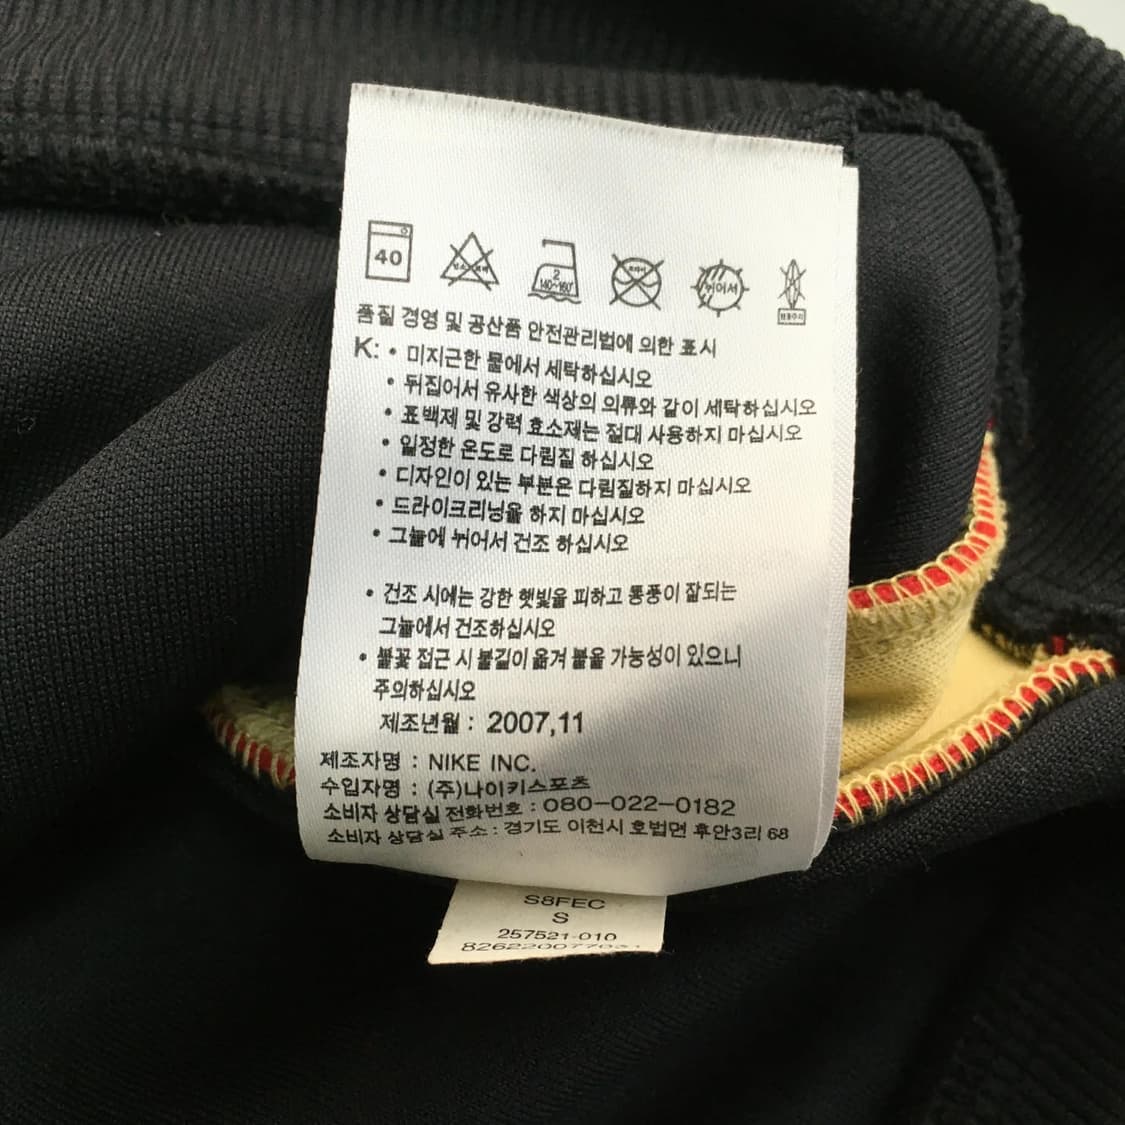 40
2
140~160°
뉘어서
품질 경영 및 공산품 안전관리법에 의한 표시
K: • 미지근한 물에서 세탁하십시오
• 뒤집어서 유사한 색상의 의류와 같이 세탁하십시오
• 표백제 및 강력 효소제는 절대 사용하지 마십시오
• 일정한 온도로 다림질 하십시오
• 디자인이 있는 부분은 다림질하지 마십시오
• 드라이크리닝을 하지 마십시오
• 그늘에 뉘어서 건조 하십시오
• 건조 시에는 강한 햇빛을 피하고 통풍이 잘되는
그늘에서 건조하십시오
• 불꽃 접근 시 불길이 옮겨 붙을 가능성이 있으니
주의하십시오
제조년월 : 2007,11
제조자명 : NIKE INC.
수입자명 : (주)나이키스포츠
소비자 상담실 전화번호 : 080-022-0182
소비자 상담실 주소 : 경기도 이천시 호법면 후안3리 68
S8FEC
S
257521-010